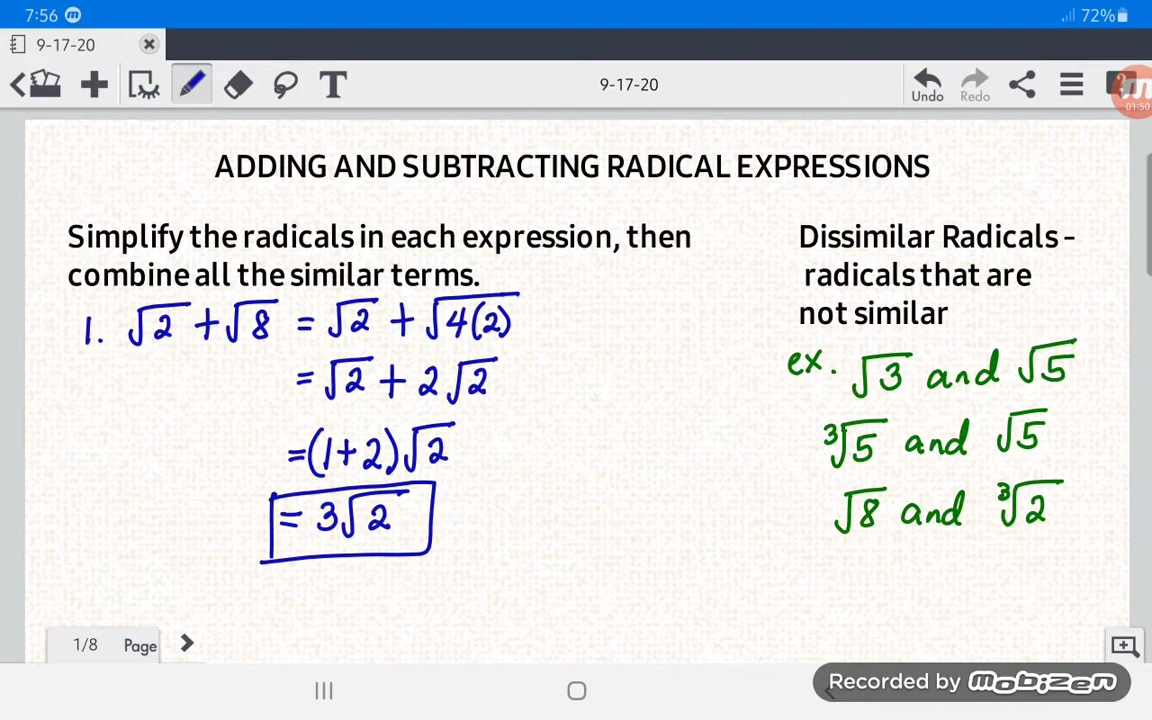 7:56
72%
9-17-20
9-17-20
Undo
Redo
01:50
ADDING AND SUBTRACTING RADICAL EXPRESSIONS
Simplify the radicals in each expression, then
combine all the similar terms.
1. √2 + √8 = √2 + √4(2)
= √2 + 2√2
= (1+2)√2
= 3√2
Dissimilar Radicals -
radicals that are
not similar
ex. √3 and √5
∛5 and √5
√8 and ∛2
1/8 Page
Recorded by mobizen